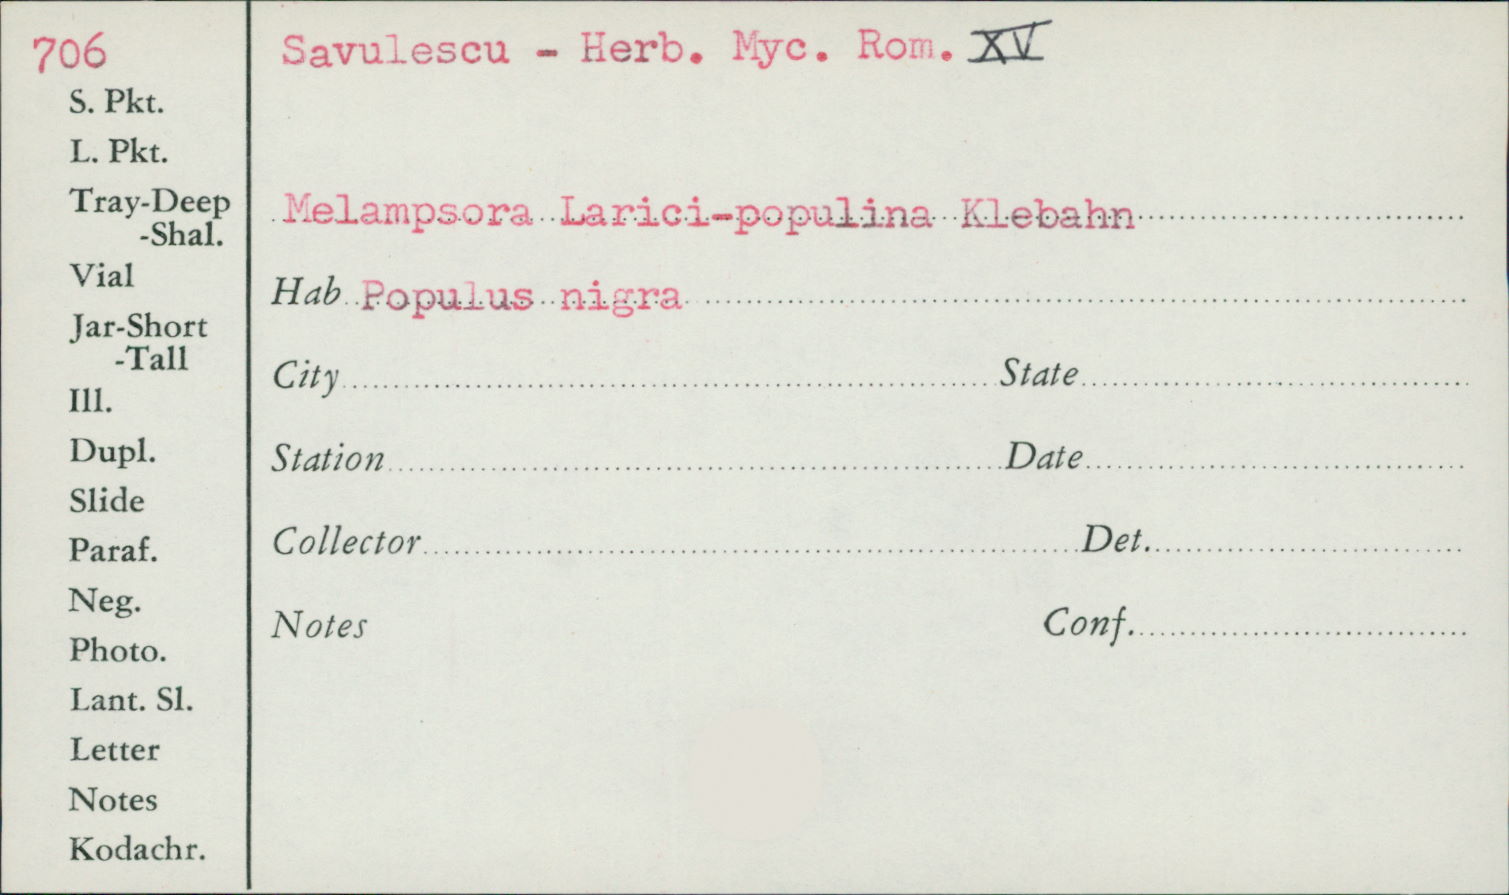 706
S. Pkt.
L. Pkt.
Tray-Deep
-Shal.
Vial
Jar-Short
-Tall
Ill.
Dupl.
Slide
Paraf.
Neg.
Photo.
Lant. Sl.
Letter
Notes
Kodachr.
Savulescu - Herb. Myc. Rom. XV
Melampsora Larici-populina Klebahn
Hab Populus nigra
City State
Station Date
Collector Det.
Notes Conf.